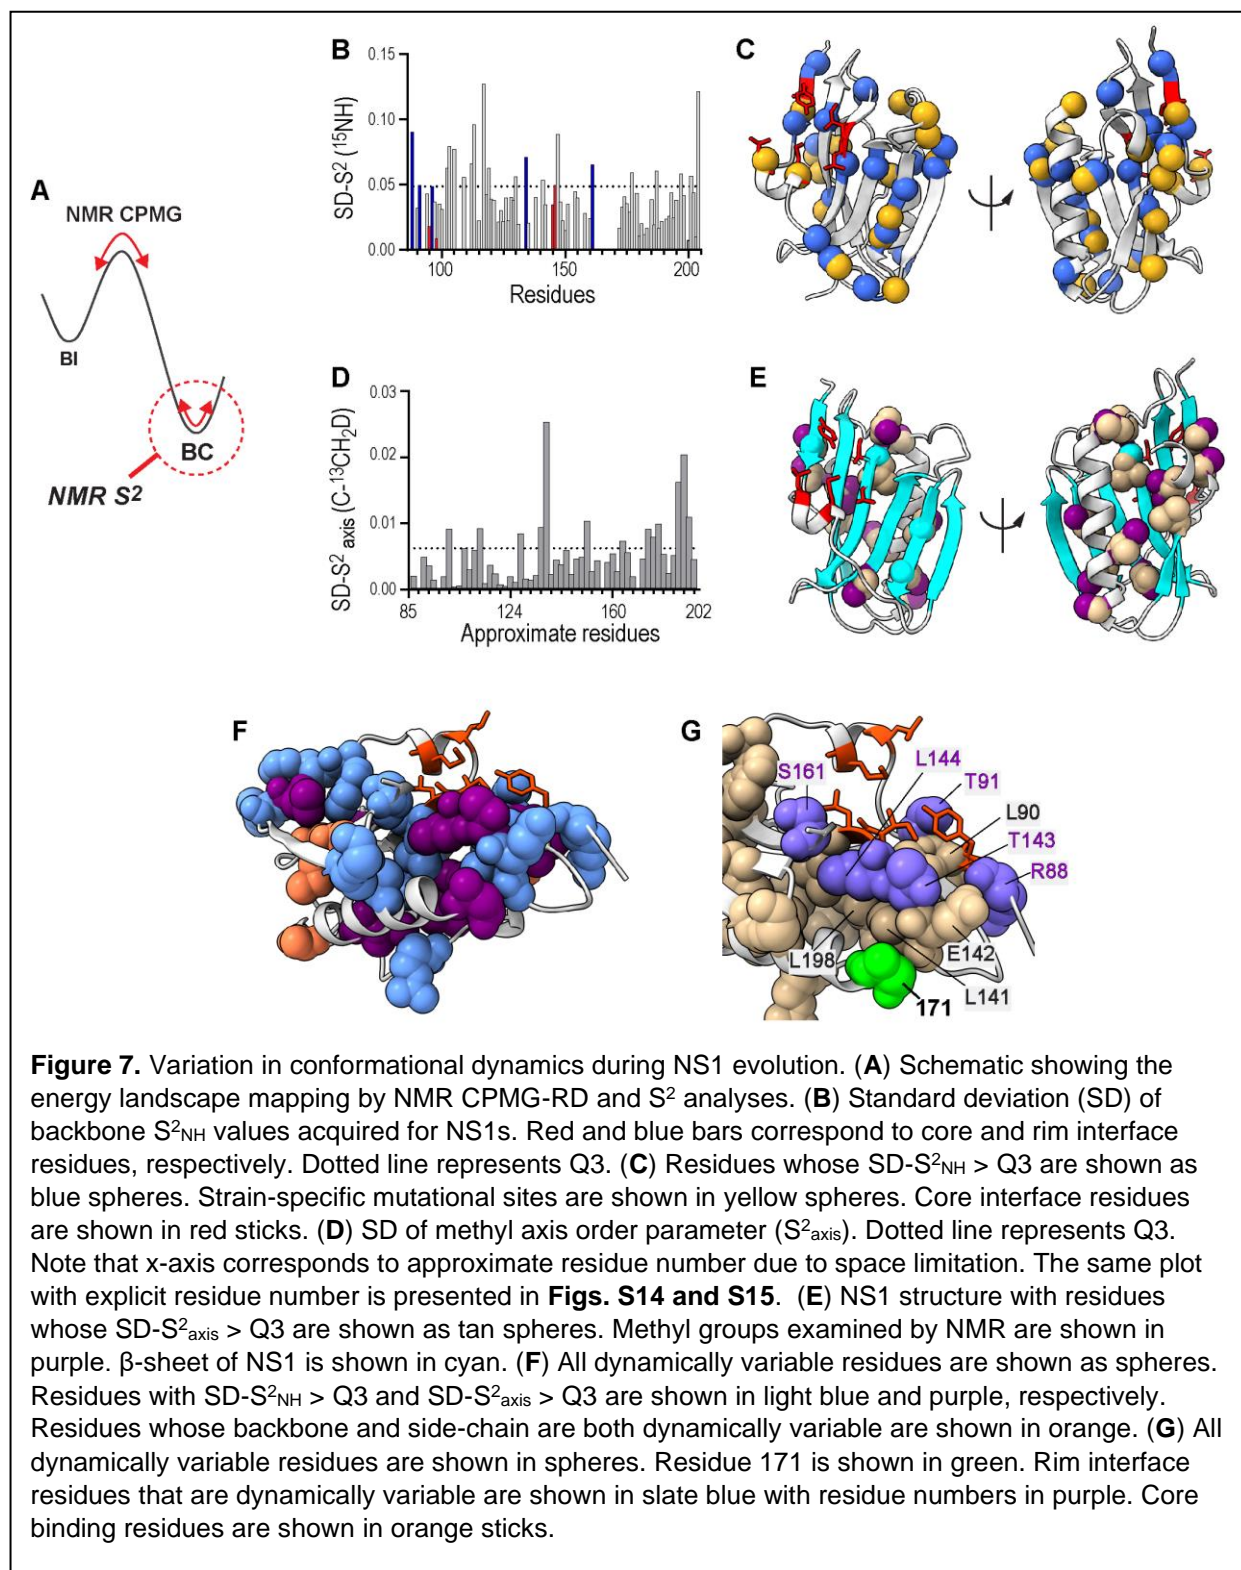 A
NMR CPMG
BI
BC
NMR S²
B
SD-S² (¹⁵NH)
0.15
0.10
0.05
0.00
100
150
200
Residues
C
D
SD-S²axis (C-¹³CH₂D)
0.03
0.02
0.01
0.00
85
124
160
202
Approximate residues
E
F
G
S161
L144
T91
L90
T143
R88
L198
E142
L141
171
Figure 7. Variation in conformational dynamics during NS1 evolution. (A) Schematic showing the
energy landscape mapping by NMR CPMG-RD and S² analyses. (B) Standard deviation (SD) of
backbone S²NH values acquired for NS1s. Red and blue bars correspond to core and rim interface
residues, respectively. Dotted line represents Q3. (C) Residues whose SD-S²NH > Q3 are shown as
blue spheres. Strain-specific mutational sites are shown in yellow spheres. Core interface residues
are shown in red sticks. (D) SD of methyl axis order parameter (S²axis). Dotted line represents Q3.
Note that x-axis corresponds to approximate residue number due to space limitation. The same plot
with explicit residue number is presented in Figs. S14 and S15. (E) NS1 structure with residues
whose SD-S²axis > Q3 are shown as tan spheres. Methyl groups examined by NMR are shown in
purple. β-sheet of NS1 is shown in cyan. (F) All dynamically variable residues are shown as spheres.
Residues with SD-S²NH > Q3 and SD-S²axis > Q3 are shown in light blue and purple, respectively.
Residues whose backbone and side-chain are both dynamically variable are shown in orange. (G) All
dynamically variable residues are shown in spheres. Residue 171 is shown in green. Rim interface
residues that are dynamically variable are shown in slate blue with residue numbers in purple. Core
binding residues are shown in orange sticks.